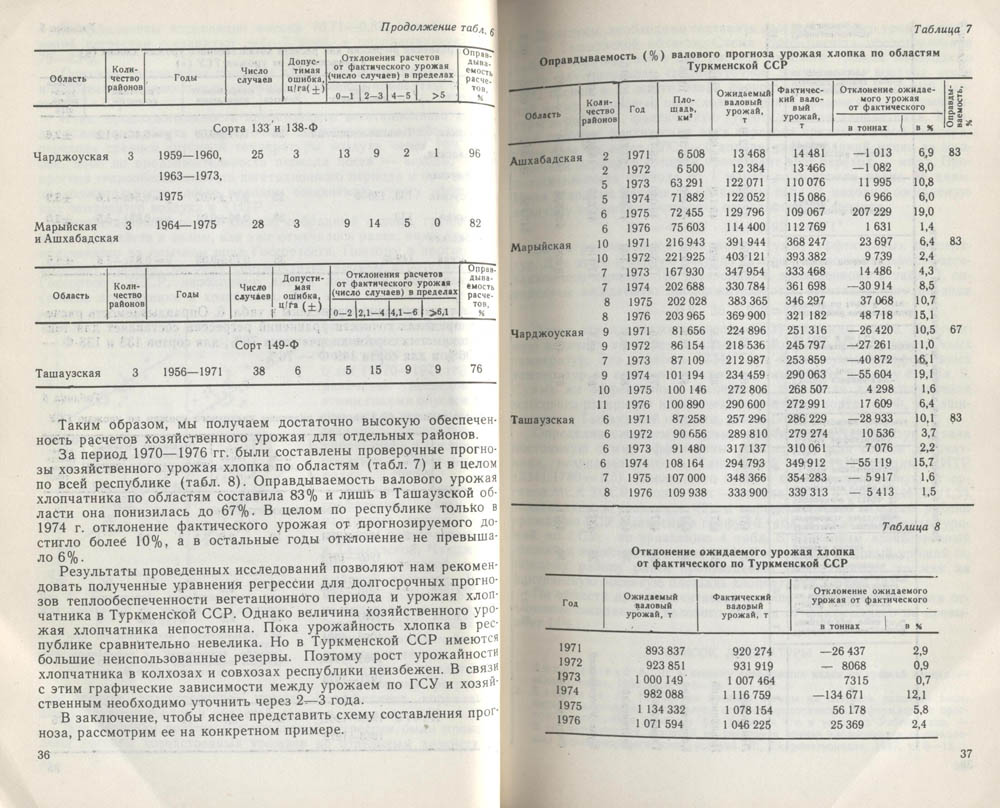 Продолжение табл. 6
Область | Количество районов | Годы | Число случаев | Допустимая ошибка, ц/га (±) | Отклонения расчетов от фактического урожая (число случаев) в пределах | Оправдываемость расчетов, %
0—1 | 2—3 | 4—5 | >5
Сорта 133 и 138-Ф
Чарджоуская 3 1959—1960, 25 3 13 9 2 1 96
1963—1973,
1975
Марыйская 3 1964—1975 28 3 9 14 5 0 82
и Ашхабадская
Область | Количество районов | Годы | Число случаев | Допустимая ошибка, ц/га (±) | Отклонения расчетов от фактического урожая (число случаев) в пределах | Оправдываемость расчетов, %
0—2 | 2,1—4 | 4,1—6 | ⩾6,1
Сорт 149-Ф
Ташаузская 3 1956—1971 38 6 5 15 9 9 76
Таким образом, мы получаем достаточно высокую обеспечен-
ность расчетов хозяйственного урожая для отдельных районов.
За период 1970—1976 гг. были составлены проверочные прогно-
зы хозяйственного урожая хлопка по областям (табл. 7) и в целом
по всей республике (табл. 8). Оправдываемость валового урожая
хлопчатника по областям составила 83% и лишь в Ташаузской об-
ласти она понизилась до 67%. В целом по республике только в
1974 г. отклонение фактического урожая от прогнозируемого до-
стигло более 10%, а в остальные годы отклонение не превыша-
ло 6%.
Результаты проведенных исследований позволяют нам рекомен-
довать полученные уравнения регрессии для долгосрочных прогно-
зов теплообеспеченности вегетационного периода и урожая хлоп-
чатника в Туркменской ССР. Однако величина хозяйственного уро-
жая хлопчатника непостоянна. Пока урожайность хлопка в рес-
публике сравнительно невелика. Но в Туркменской ССР имеются
большие неиспользованные резервы. Поэтому рост урожайности
хлопчатника в колхозах и совхозах республики неизбежен. В связи
с этим графические зависимости между урожаем по ГСУ и хозяй-
ственным необходимо уточнить через 2—3 года.
В заключение, чтобы яснее представить схему составления прог-
ноза, рассмотрим ее на конкретном примере.
36
Таблица 7
Оправдываемость (%) валового прогноза урожая хлопка по областям
Туркменской ССР
Область | Количество районов | Год | Площадь, км² | Ожидаемый валовой урожай, т | Фактический валовой урожай, т | Отклонение ожидаемого урожая от фактического | Оправдываемость, %
в тоннах | в %
Ашхабадская 2 1971 6 508 13 468 14 481 —1 013 6,9 83
2 1972 6 500 12 384 13 466 —1 082 8,0
5 1973 63 291 122 071 110 076 11 995 10,8
5 1974 71 882 122 052 115 086 6 966 6,0
6 1975 72 455 129 796 109 067 207 229 19,0
6 1976 75 603 114 400 112 769 1 631 1,4
Марыйская 10 1971 216 943 391 944 368 247 23 697 6,4 83
10 1972 221 925 403 121 393 382 9 739 2,4
7 1973 167 930 347 954 333 468 14 486 4,3
7 1974 202 688 330 784 361 698 —30 914 8,5
8 1975 202 028 383 365 346 297 37 068 10,7
8 1976 203 965 369 900 321 182 48 718 15,1
Чарджоуская 9 1971 81 656 224 896 251 316 —26 420 10,5 67
9 1972 86 154 218 536 245 797 —27 261 11,0
7 1973 87 109 212 987 253 859 —40 872 16,1
9 1974 101 194 234 459 290 063 —55 604 19,1
10 1975 100 146 272 806 268 507 4 298 1,6
11 1976 100 890 290 600 272 991 17 609 6,4
Ташаузская 6 1971 87 258 257 296 286 229 —28 933 10,1 83
6 1972 90 656 289 810 279 274 10 536 3,7
6 1973 91 480 317 137 310 061 7 076 2,2
6 1974 108 164 294 793 349 912 —55 119 15,7
7 1975 107 000 348 366 354 283 — 5 917 1,6
8 1976 109 938 333 900 339 313 — 5 413 1,5
Таблица 8
Отклонение ожидаемого урожая хлопка
от фактического по Туркменской ССР
Год | Ожидаемый валовый урожай, т | Фактический валовый урожай, т | Отклонение ожидаемого урожая от фактического
в тоннах | в %
1971 893 837 920 274 —26 437 2,9
1972 923 851 931 919 — 8068 0,9
1973 1 000 149 1 007 464 7315 0,7
1974 982 088 1 116 759 —134 671 12,1
1975 1 134 332 1 078 154 56 178 5,8
1976 1 071 594 1 046 225 25 369 2,4
37